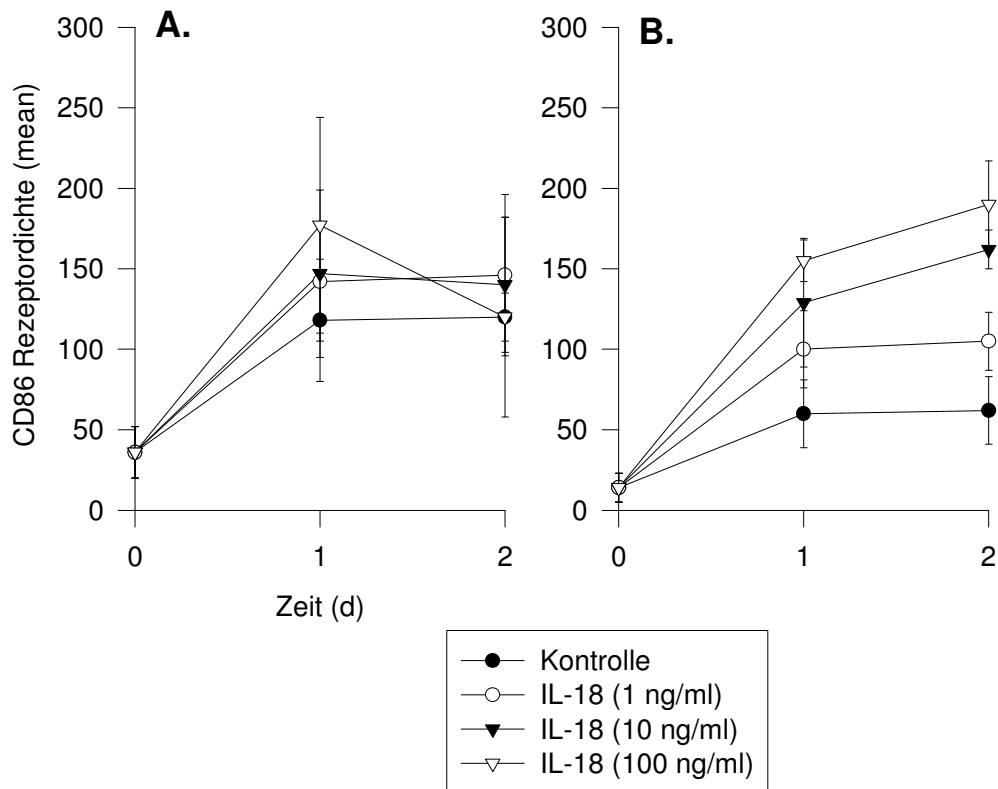 A.
B.
CD86 Rezeptordichte (mean)
300
250
200
150
100
50
0
0 1 2
300
250
200
150
100
50
0
0 1 2
Zeit (d)
Kontrolle
IL-18 (1 ng/ml)
IL-18 (10 ng/ml)
IL-18 (100 ng/ml)